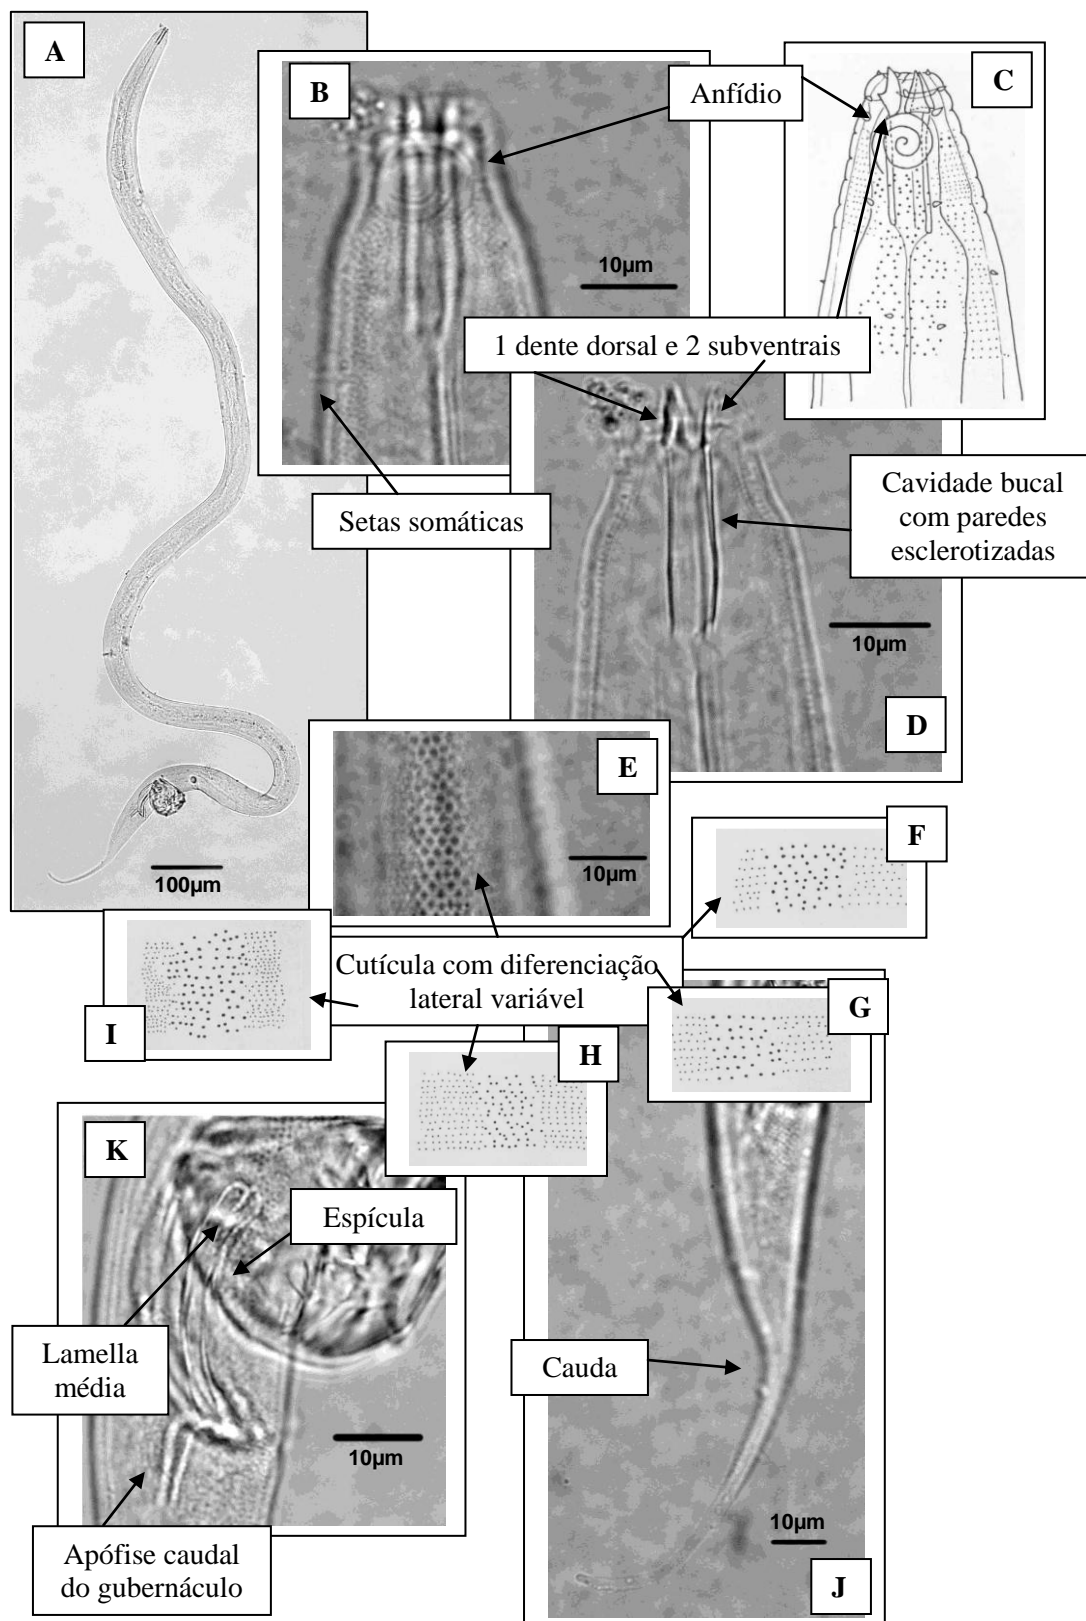 A
B
Anfídio
C
10µm
1 dente dorsal e 2 subventrais
Setas somáticas
Cavidade bucal
com paredes
esclerotizadas
10µm
D
E
10µm
F
100µm
Cutícula com diferenciação
lateral variável
I
G
H
K
Espícula
Lamella
média
Cauda
10µm
10µm
Apófise caudal
do gubernáculo
J